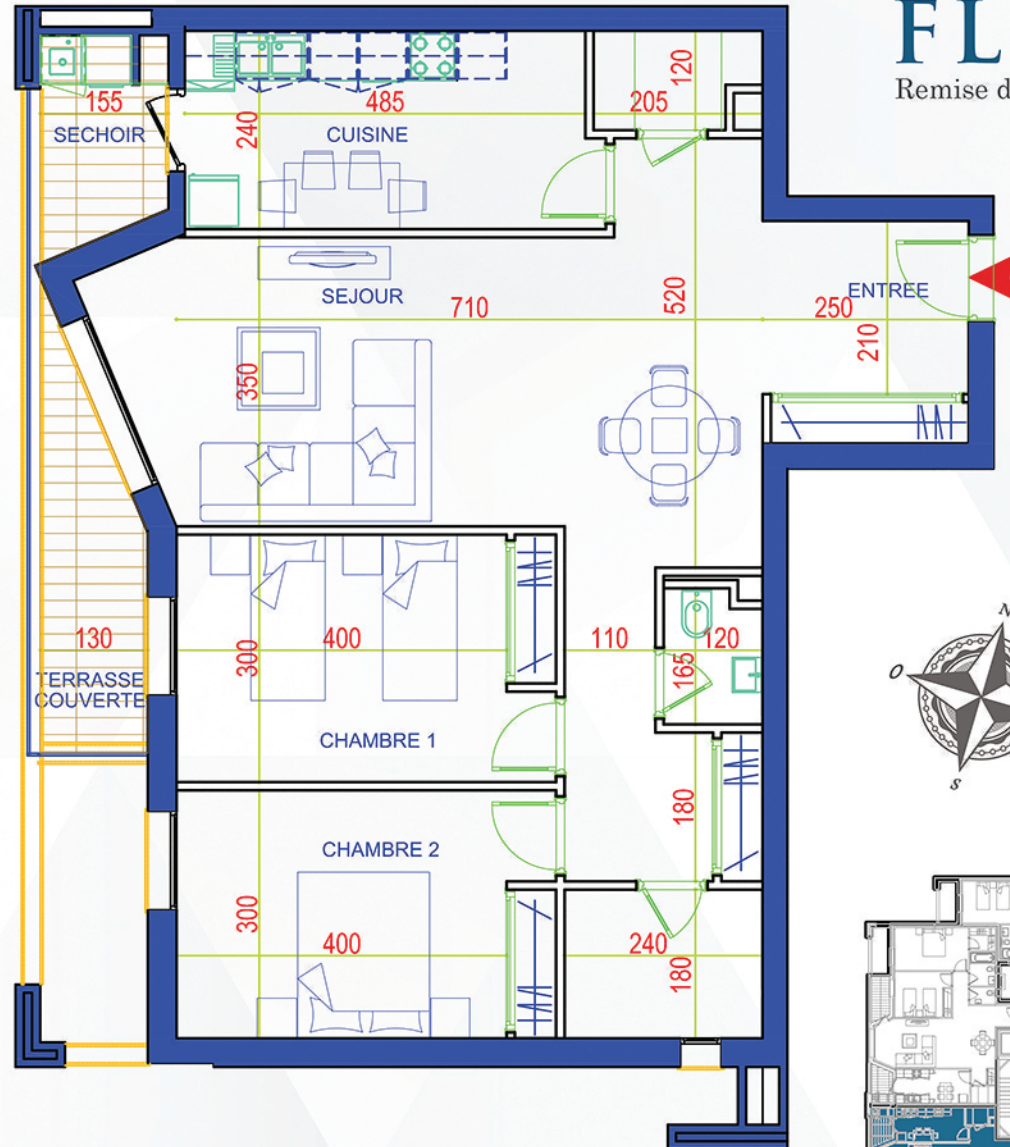 FL
Remise d
120
155
485
205
240
SECHOIR
CUISINE
SEJOUR
ENTREE
710
520
250
210
350
130
300
400
110
165
120
TERRASSE
COUVERTE
CHAMBRE 1
180
CHAMBRE 2
300
400
240
180
N
O
S